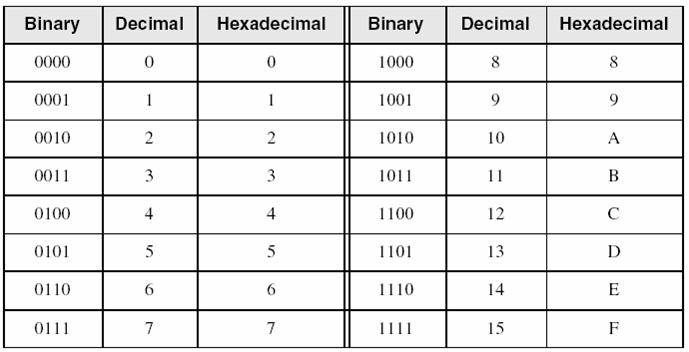 Binary Decimal Hexadecimal Binary Decimal Hexadecimal
0000 0 0 1000 8 8
0001 1 1 1001 9 9
0010 2 2 1010 10 A
0011 3 3 1011 11 B
0100 4 4 1100 12 C
0101 5 5 1101 13 D
0110 6 6 1110 14 E
0111 7 7 1111 15 F